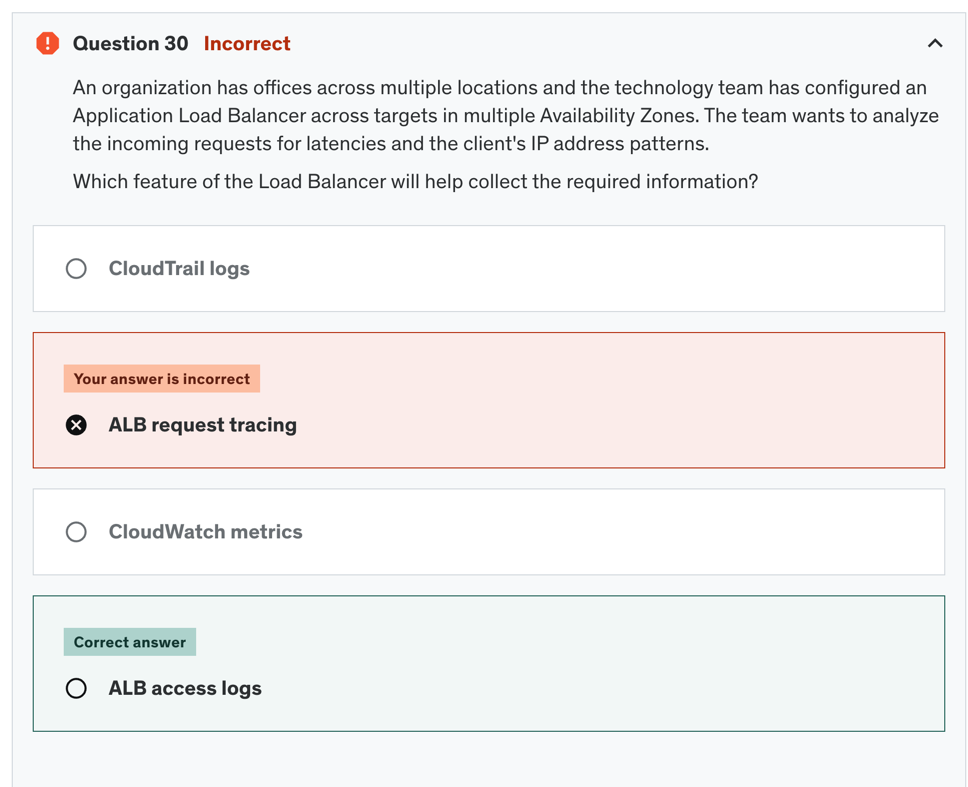 Question 30 Incorrect
An organization has offices across multiple locations and the technology team has configured an
Application Load Balancer across targets in multiple Availability Zones. The team wants to analyze
the incoming requests for latencies and the client's IP address patterns.
Which feature of the Load Balancer will help collect the required information?
CloudTrail logs
Your answer is incorrect
ALB request tracing
CloudWatch metrics
Correct answer
ALB access logs